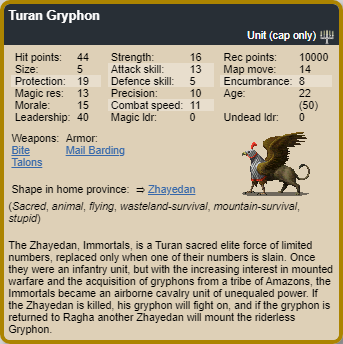 Turan Gryphon
Unit (cap only)
Hit points: 44 Strength: 16 Rec points: 10000
Size: 5 Attack skill: 13 Map move: 14
Protection: 19 Defence skill: 5 Encumbrance: 8
Magic res: 13 Precision: 10 Age: 22
Morale: 15 Combat speed: 11 (50)
Leadership: 40 Magic ldr: 0 Undead ldr: 0
Weapons: Armor:
Bite Mail Barding
Talons
Shape in home province: ⇒ Zhayedan
(Sacred, animal, flying, wasteland-survival, mountain-survival,
stupid)
The Zhayedan, Immortals, is a Turan sacred elite force of limited
numbers, replaced only when one of their numbers is slain. Once
they were an infantry unit, but with the increasing interest in mounted
warfare and the acquisition of gryphons from a tribe of Amazons, the
Immortals became an airborne cavalry unit of unequaled power. If
the Zhayedan is killed, his gryphon will fight on, and if the gryphon is
returned to Ragha another Zhayedan will mount the riderless
Gryphon.